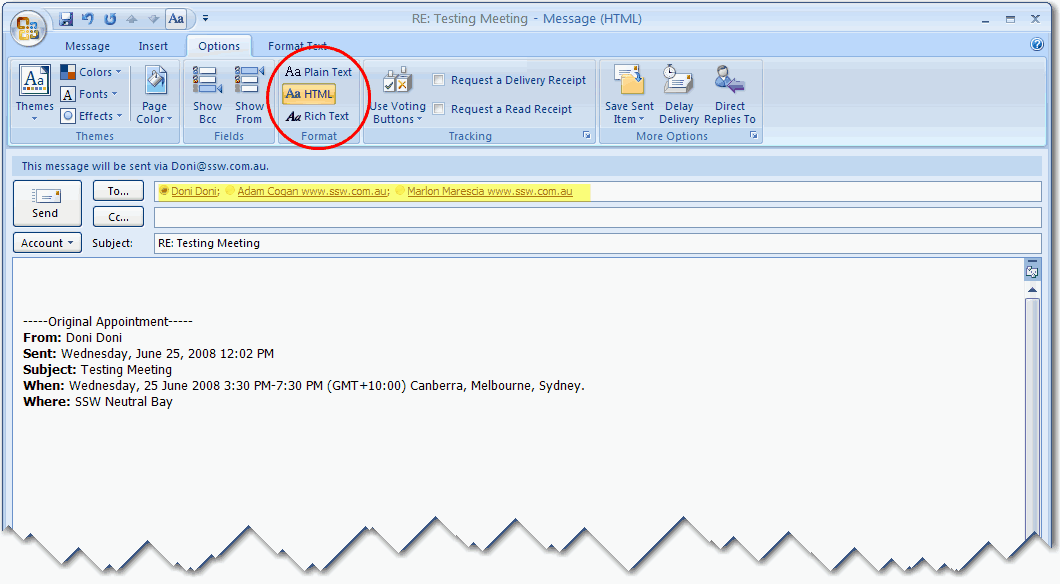 Aa
RE: Testing Meeting - Message (HTML)
Message Insert Options Format Text
Aa Themes
Colors
A Fonts
Effects
Page Color
Themes
Show Bcc
Show From
Fields
Aa Plain Text
Aa HTML
Aa Rich Text
Format
Use Voting Buttons
Request a Delivery Receipt
Request a Read Receipt
Tracking
Save Sent Item
Delay Delivery
Direct Replies To
More Options
This message will be sent via Doni@ssw.com.au.
Send
To... Doni Doni; Adam Cogan www.ssw.com.au; Marlon Marescia www.ssw.com.au
Cc...
Account Subject: RE: Testing Meeting
-----Original Appointment-----
From: Doni Doni
Sent: Wednesday, June 25, 2008 12:02 PM
Subject: Testing Meeting
When: Wednesday, 25 June 2008 3:30 PM-7:30 PM (GMT+10:00) Canberra, Melbourne, Sydney.
Where: SSW Neutral Bay